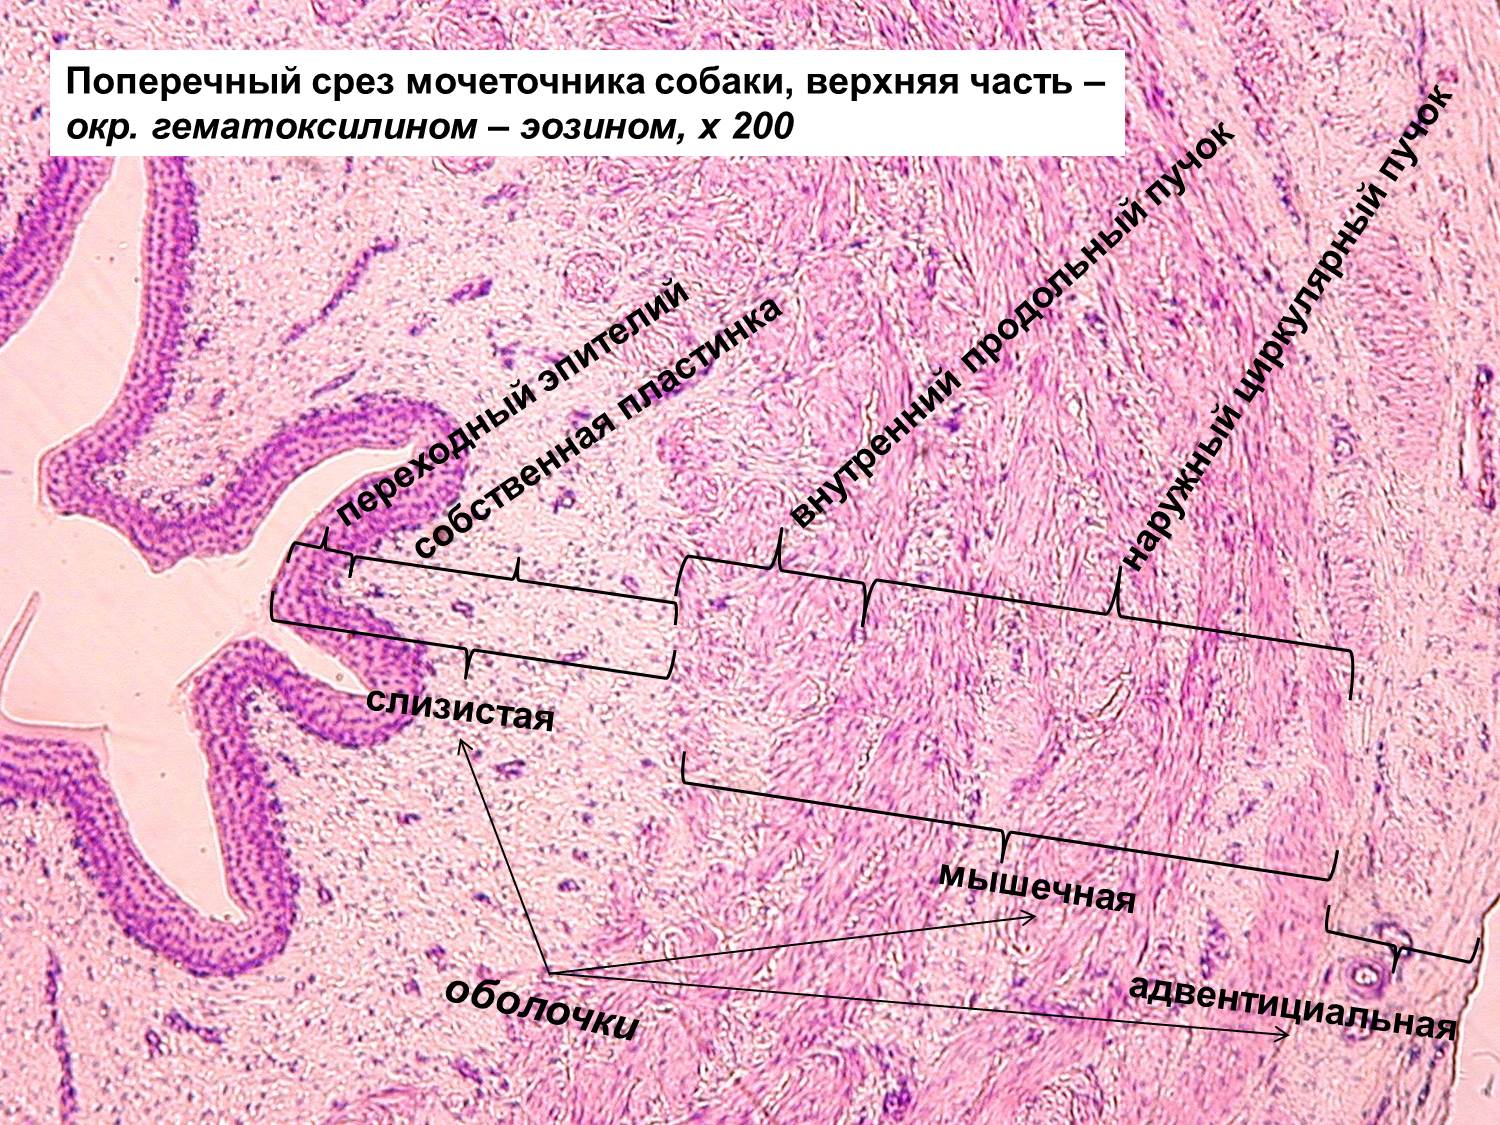 Поперечный срез мочеточника собаки, верхняя часть –
окр. гематоксилином – эозином, х 200
переходный эпителий
собственная пластинка
внутренний продольный пучок
наружный циркулярный пучок
слизистая
мышечная
адвентициальная
оболочки